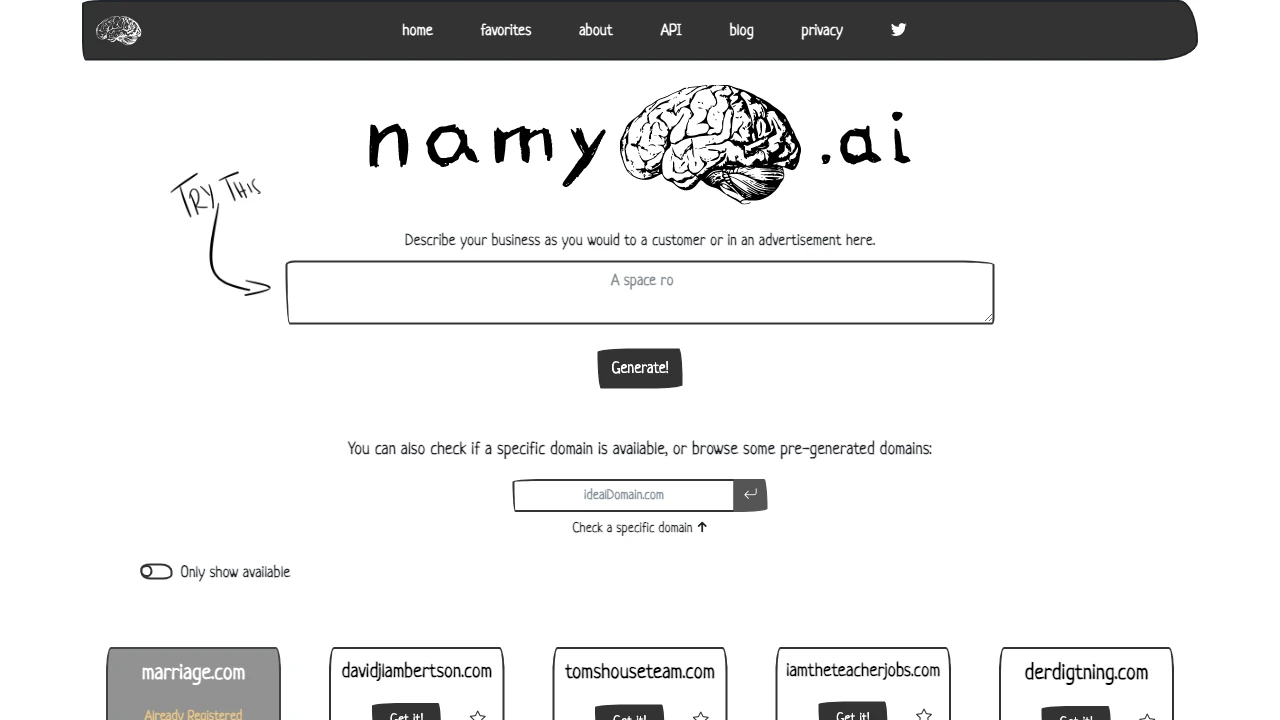 home favorites about API blog privacy
namy .ai
TRY THIS
Describe your business as you would to a customer or in an advertisement here.
A space ro
Generate!
You can also check if a specific domain is available, or browse some pre-generated domains:
idealDomain.com
Check a specific domain ↑
Only show available
marriage.com davidjlambertson.com tomshouseteam.com iamtheteacherjobs.com derdigtning.com
Already Registered Get it! Get it! Get it! Get it!